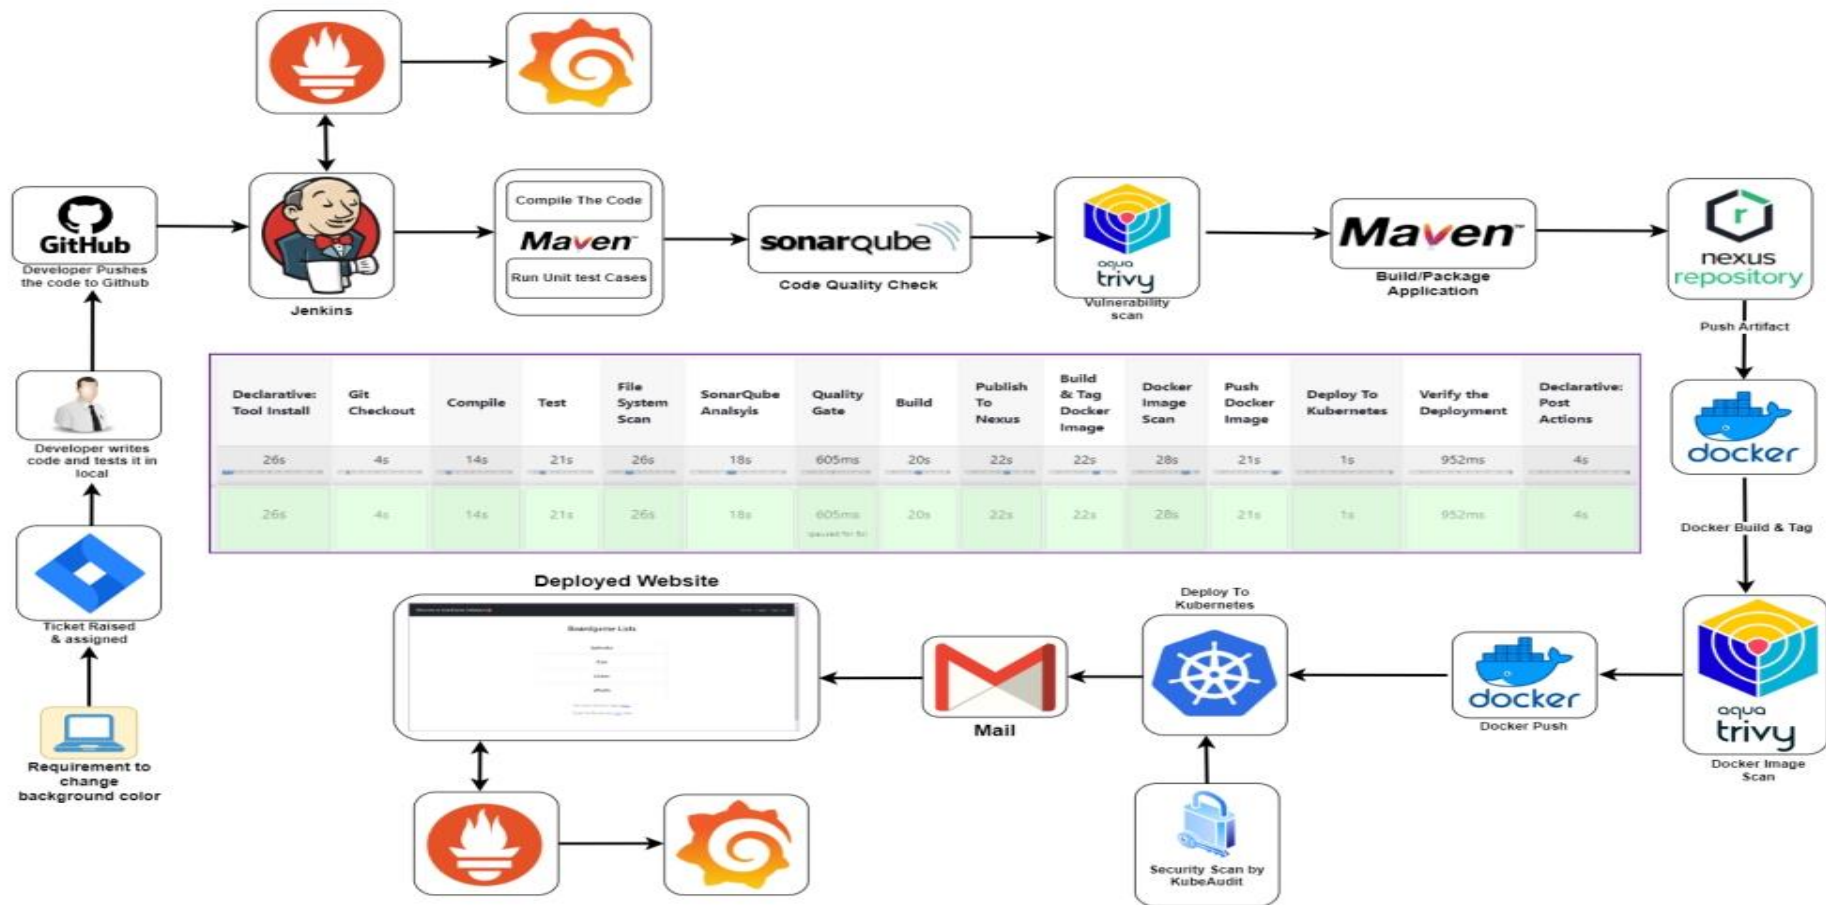 GitHub
Developer Pushes
the code to Github
Developer writes
code and tests it in
local
Ticket Raised
& assigned
Requirement to
change
background color
Jenkins
Compile The Code
Maven™
Run Unit test Cases
sonarqube
Code Quality Check
aqua
trivy
Vulnerability
scan
Maven™
Build/Package
Application
nexus
repository
Push Artifact
docker
Docker Build & Tag
aqua
trivy
Docker Image
Scan
docker
Docker Push
Deploy To
Kubernetes
Security Scan by
KubeAudit
Mail
Deployed Website
Boardgame Lists
Declarative:
Tool Install
Git
Checkout
Compile
Test
File
System
Scan
SonarQube
Analsyis
Quality
Gate
Build
Publish
To
Nexus
Build
& Tag
Docker
Image
Docker
Image
Scan
Push
Docker
Image
Deploy To
Kubernetes
Verify the
Deployment
Declarative:
Post
Actions
26s 4s 14s 21s 26s 18s 605ms 20s 22s 22s 28s 21s 1s 952ms 4s
26s 4s 14s 21s 26s 18s 605ms 20s 22s 22s 28s 21s 1s 952ms 4s